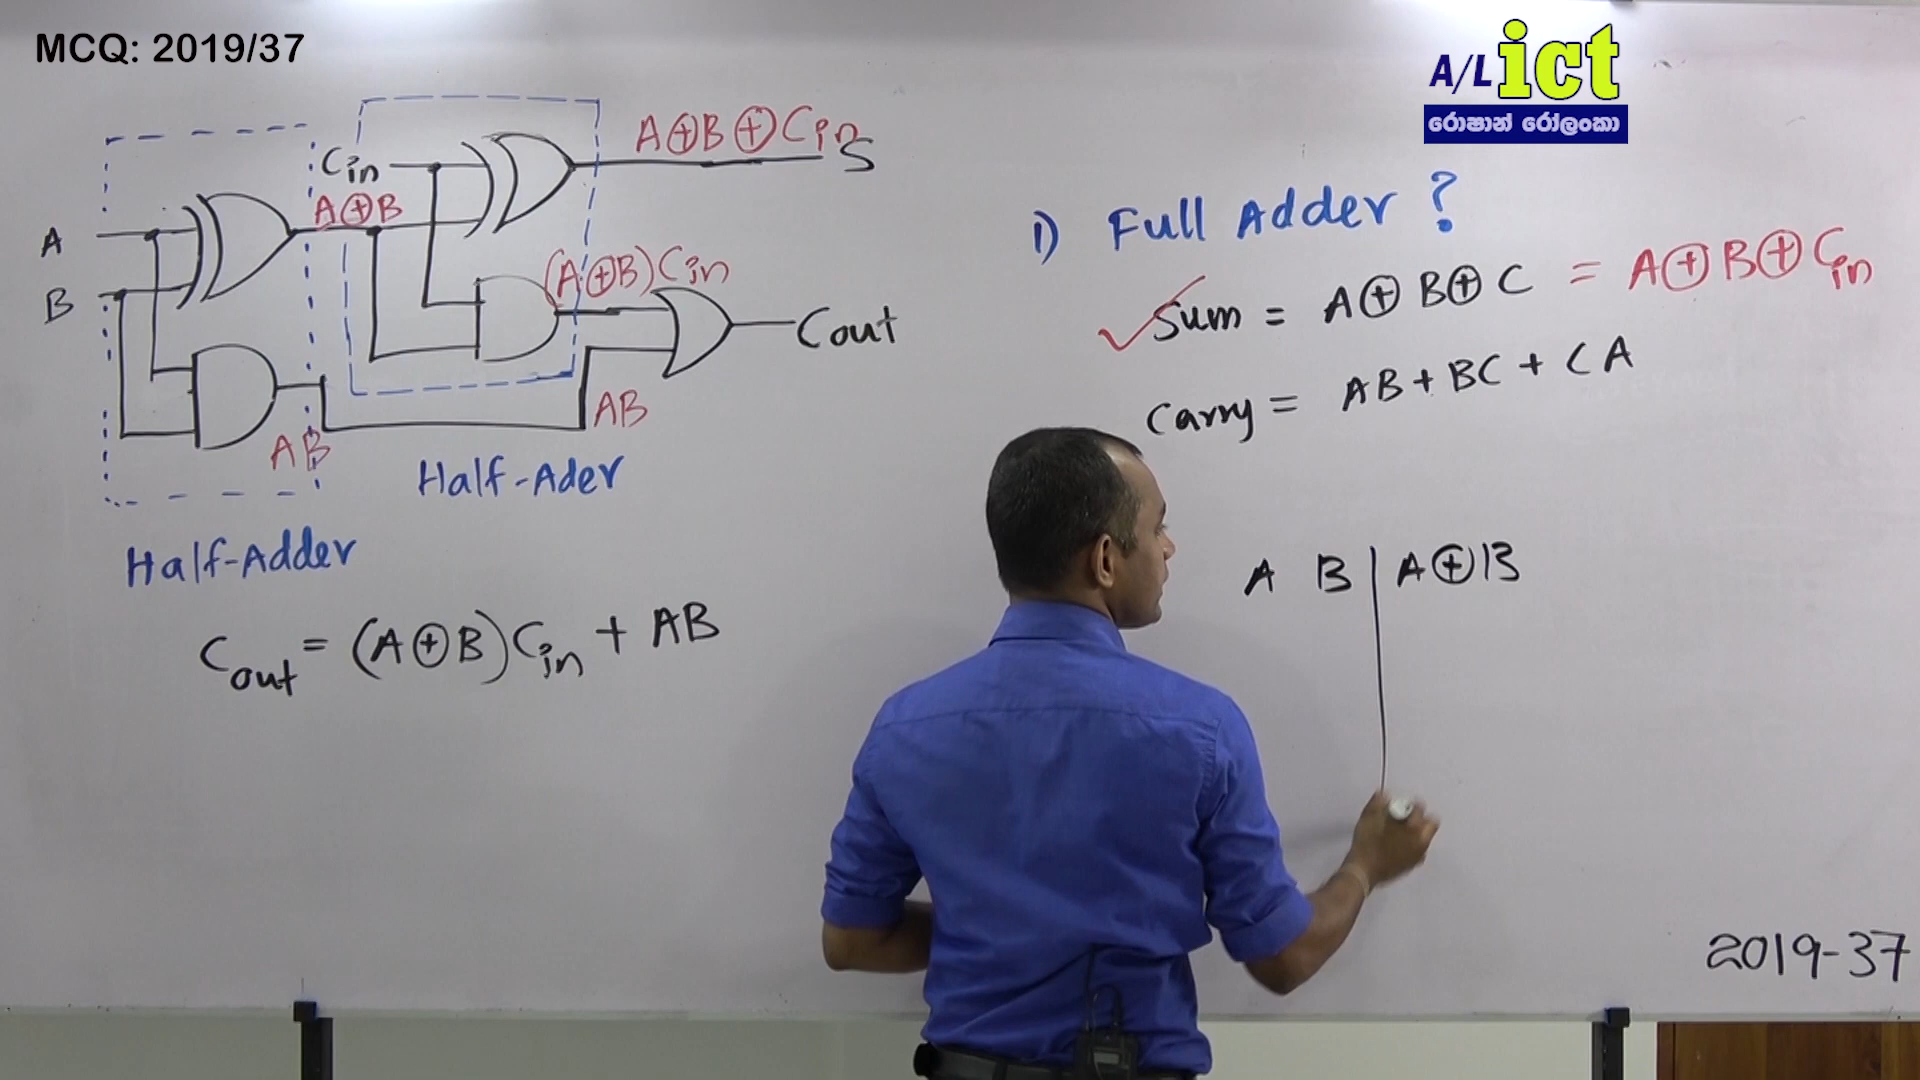 MCQ: 2019/37
A/L ict
රොෂාන් රෝලංකා
A⊕B⊕Cin
Cin
S
A⊕B
A
B
(A⊕B)Cin
Cout
AB
AB
Half-Ader
Half-Adder
Cout = (A⊕B)Cin + AB
1) Full Adder ?
Sum = A⊕B⊕C = A⊕B⊕Cin
Carry = AB + BC + CA
A B | A⊕B
2019-37